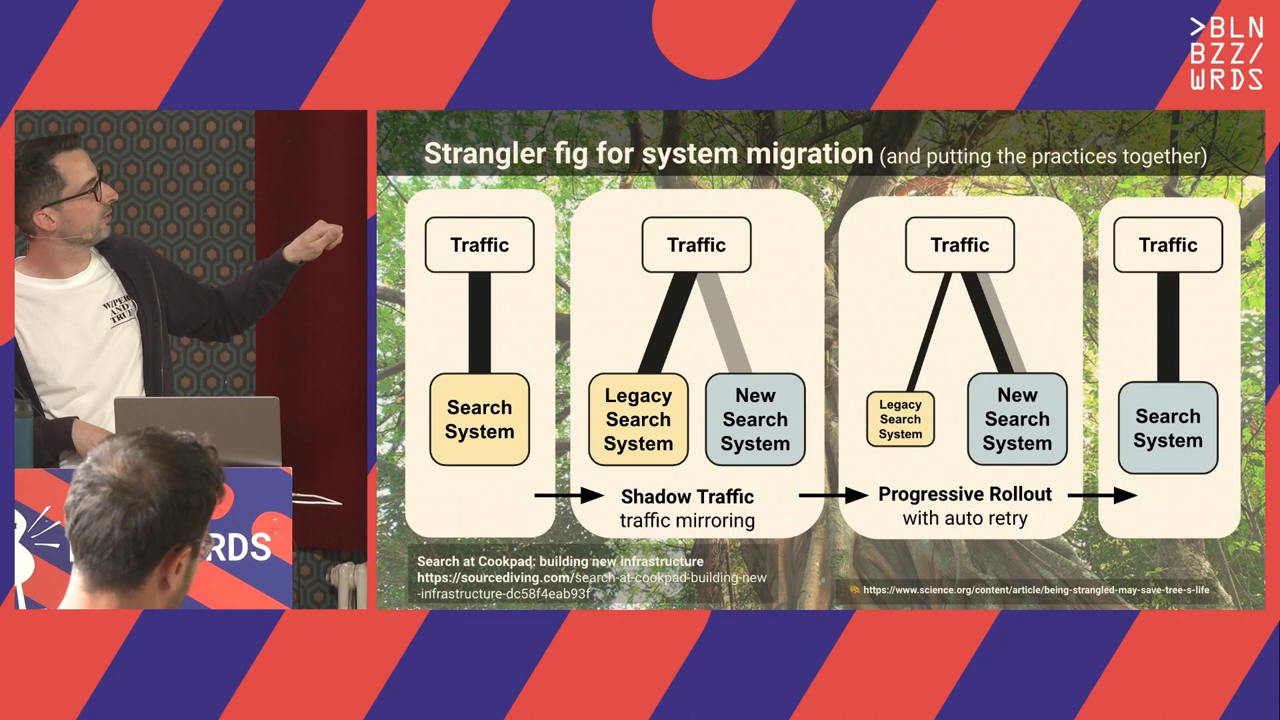 >BLN
BZZ/
WRDS
Strangler fig for system migration (and putting the practices together)
Traffic
Search
System
Traffic
Legacy
Search
System
New
Search
System
Shadow Traffic
traffic mirroring
Traffic
Legacy
Search
System
New
Search
System
Progressive Rollout
with auto retry
Traffic
Search
System
Search at Cookpad: building new infrastructure
https://sourcediving.com/search-at-cookpad-building-new
-infrastructure-dc58f4eab93f
https://www.science.org/content/article/being-strangled-may-save-tree-s-life
AND
RDS